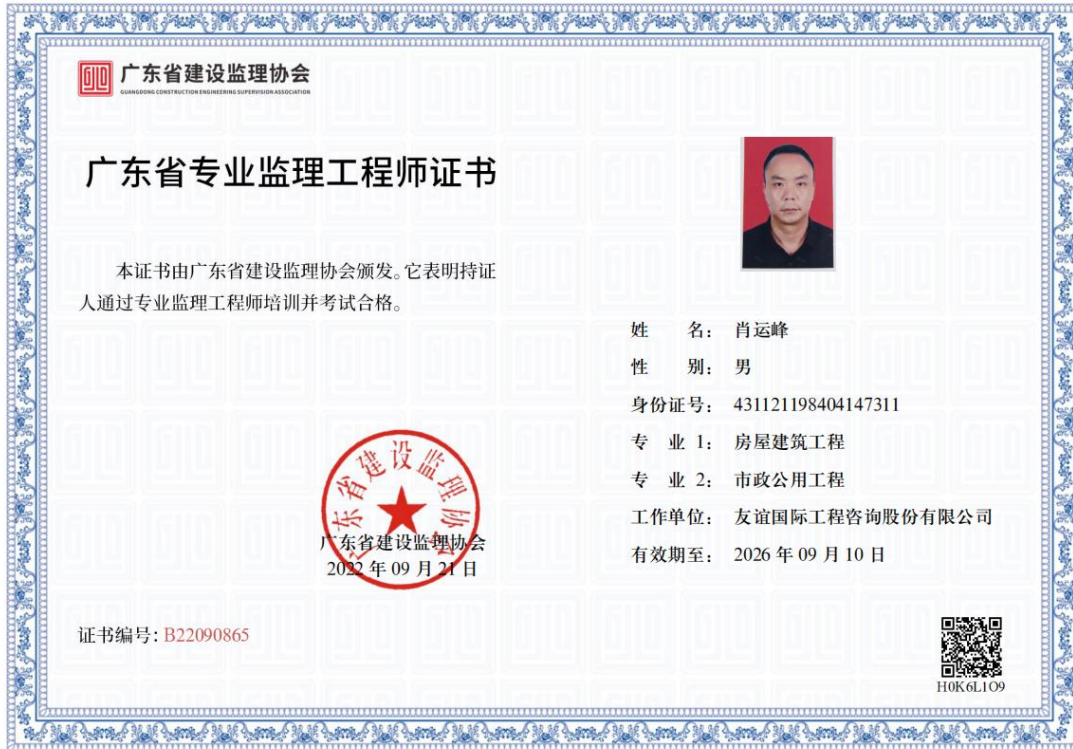 广东省建设监理协会
GUANGDONG CONSTRUCTION ENGINEERING SUPERVISION ASSOCIATION
广东省专业监理工程师证书
本证书由广东省建设监理协会颁发。它表明持证
人通过专业监理工程师培训并考试合格。
姓 名： 肖运峰
性 别： 男
身份证号： 431121198404147311
专 业 1： 房屋建筑工程
专 业 2： 市政公用工程
工作单位： 友谊国际工程咨询股份有限公司
有效期至： 2026 年 09 月 10 日
广东省建设监理协会
广东省建设监理协会
2022 年 09 月 21 日
证书编号：B22090865
H0K6L1O9